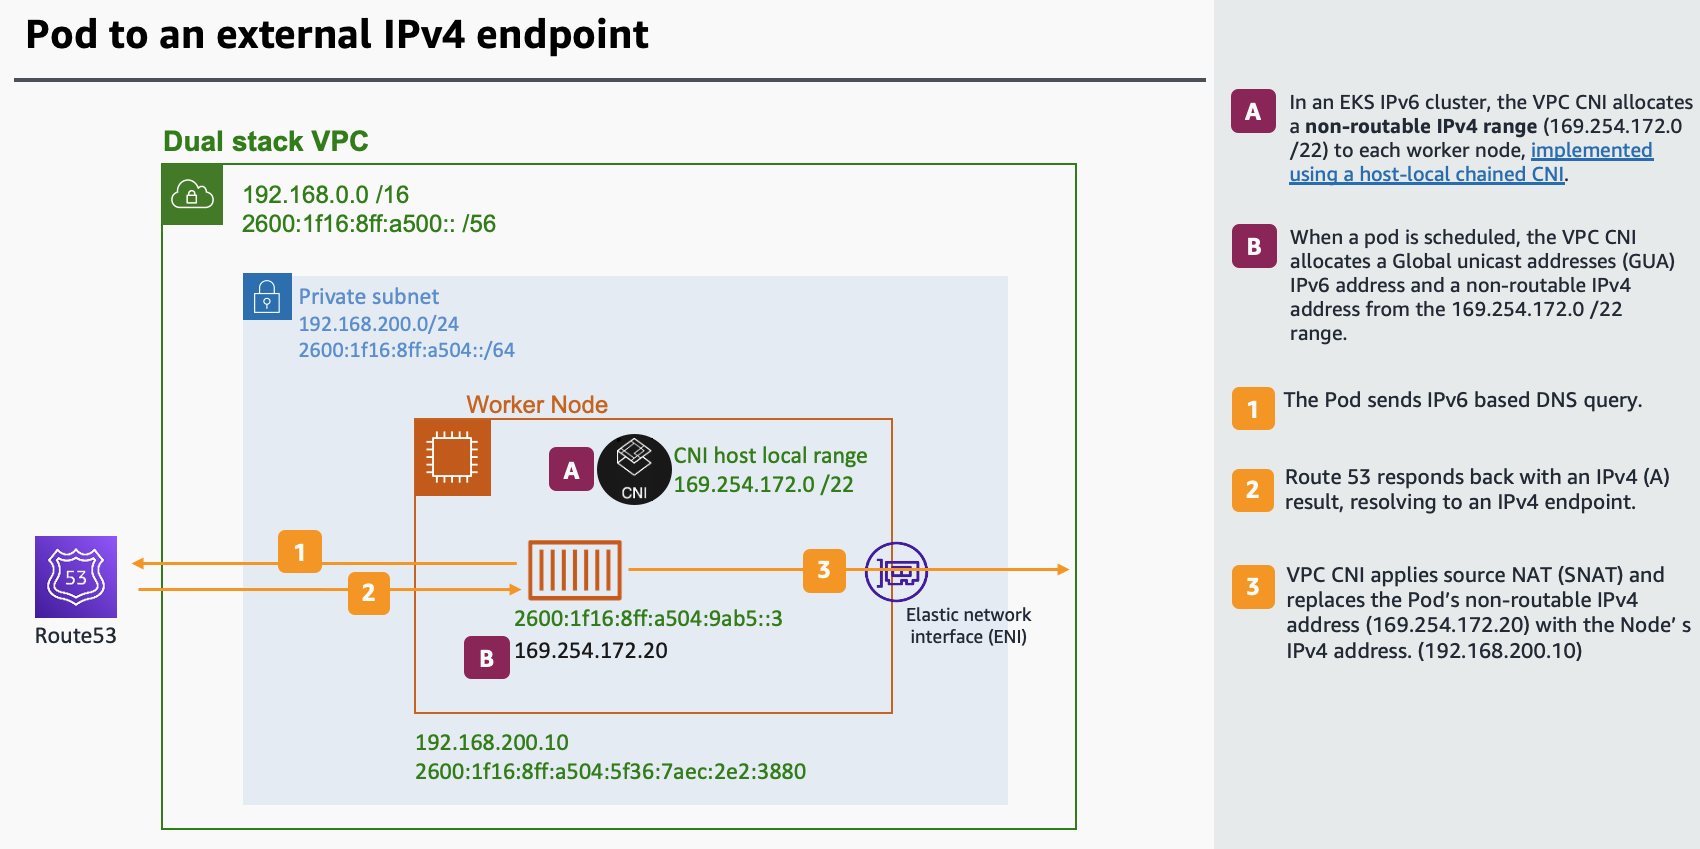 Pod to an external IPv4 endpoint
Dual stack VPC
192.168.0.0 /16
2600:1f16:8ff:a500:: /56
Private subnet
192.168.200.0/24
2600:1f16:8ff:a504::/64
Worker Node
A
CNI
CNI host local range
169.254.172.0 /22
53
Route53
1
2
3
2600:1f16:8ff:a504:9ab5::3
B
169.254.172.20
Elastic network
interface (ENI)
192.168.200.10
2600:1f16:8ff:a504:5f36:7aec:2e2:3880
A
In an EKS IPv6 cluster, the VPC CNI allocates
a non-routable IPv4 range (169.254.172.0
/22) to each worker node, implemented
using a host-local chained CNI.
B
When a pod is scheduled, the VPC CNI
allocates a Global unicast addresses (GUA)
IPv6 address and a non-routable IPv4
address from the 169.254.172.0 /22
range.
1
The Pod sends IPv6 based DNS query.
2
Route 53 responds back with an IPv4 (A)
result, resolving to an IPv4 endpoint.
3
VPC CNI applies source NAT (SNAT) and
replaces the Pod’s non-routable IPv4
address (169.254.172.20) with the Node’ s
IPv4 address. (192.168.200.10)